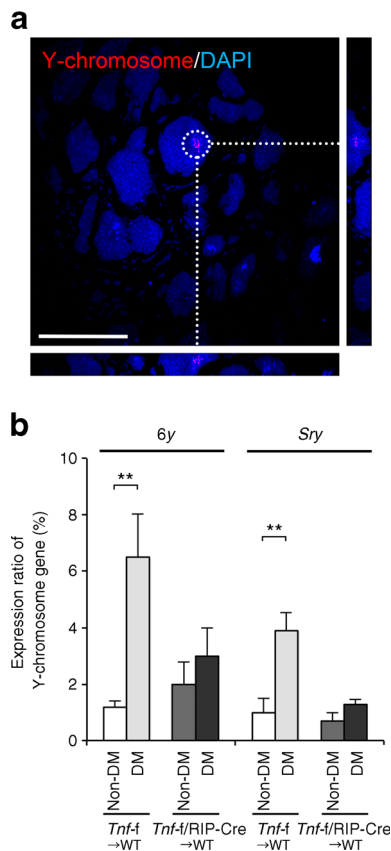 a
Y-chromosome/DAPI
b
6y Sry
10
8
6
4
2
0
** **
Expression ratio of
Y-chromosome gene (%)
Non-DM DM Non-DM DM Non-DM DM Non-DM DM
Tnf-f Tnf-f/RIP-Cre Tnf-f Tnf-f/RIP-Cre
→WT →WT →WT →WT